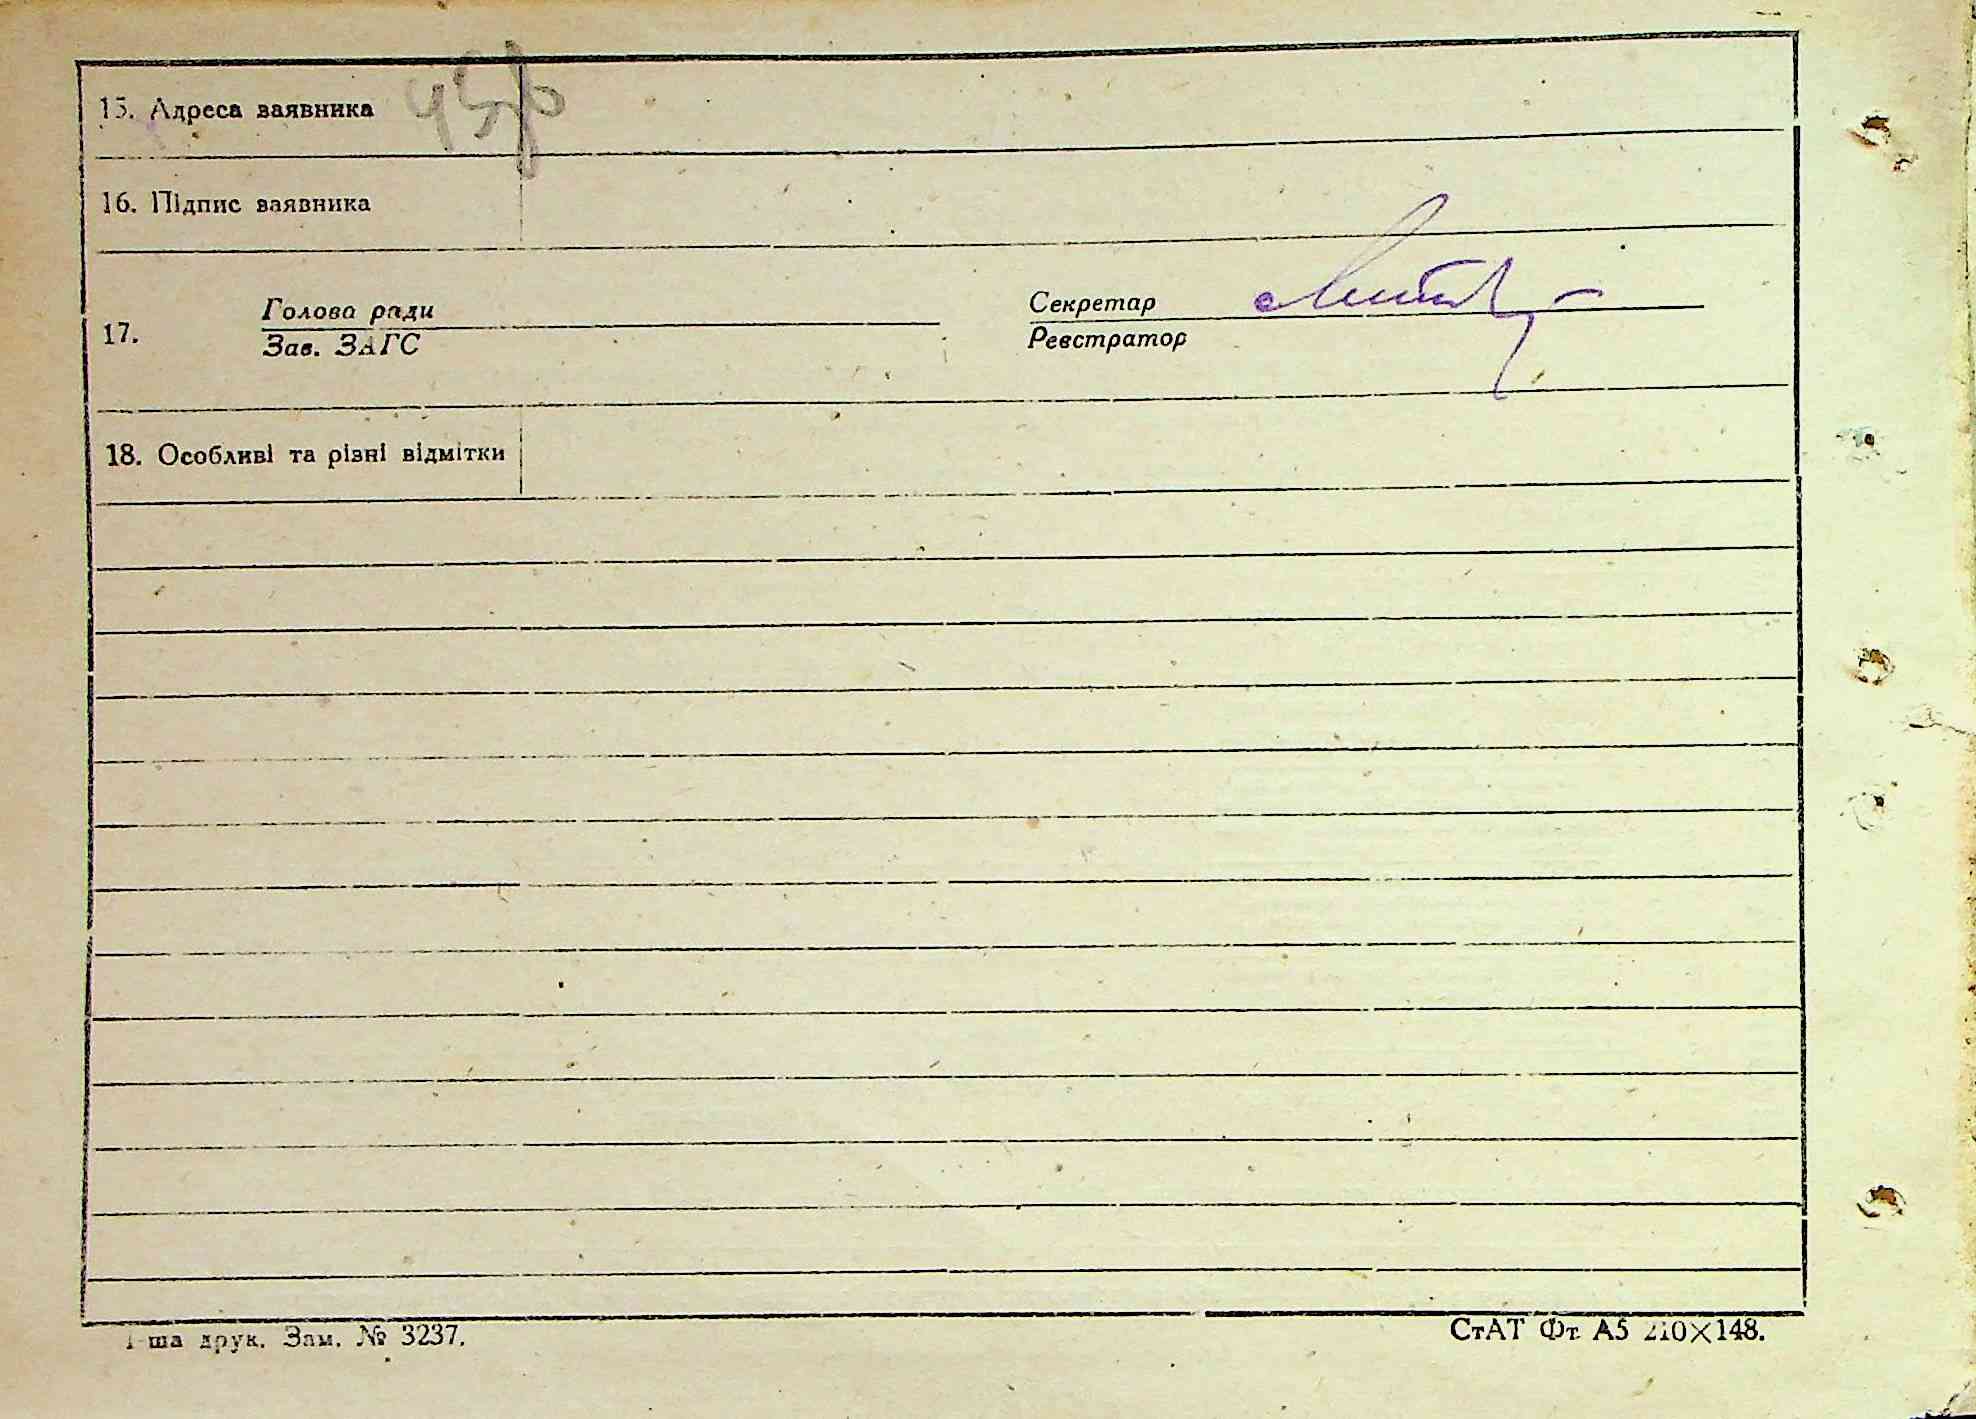 15. Адреса заявника
16. Підпис заявника
17.
Голова ради
Зав. ЗАГС
Секретар
Реєстратор
18. Особливі та різні відмітки
1-ша друк. Зам. № 3237.
СтАТ Фт А5 210×148.